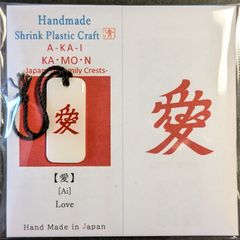 Handmade
Shrink Plastic Craft
A-KA-I
KA・MO・N
-Japanese Family Crests-
愛
愛
【愛】
[Ai]
Love
Hand Made in Japan